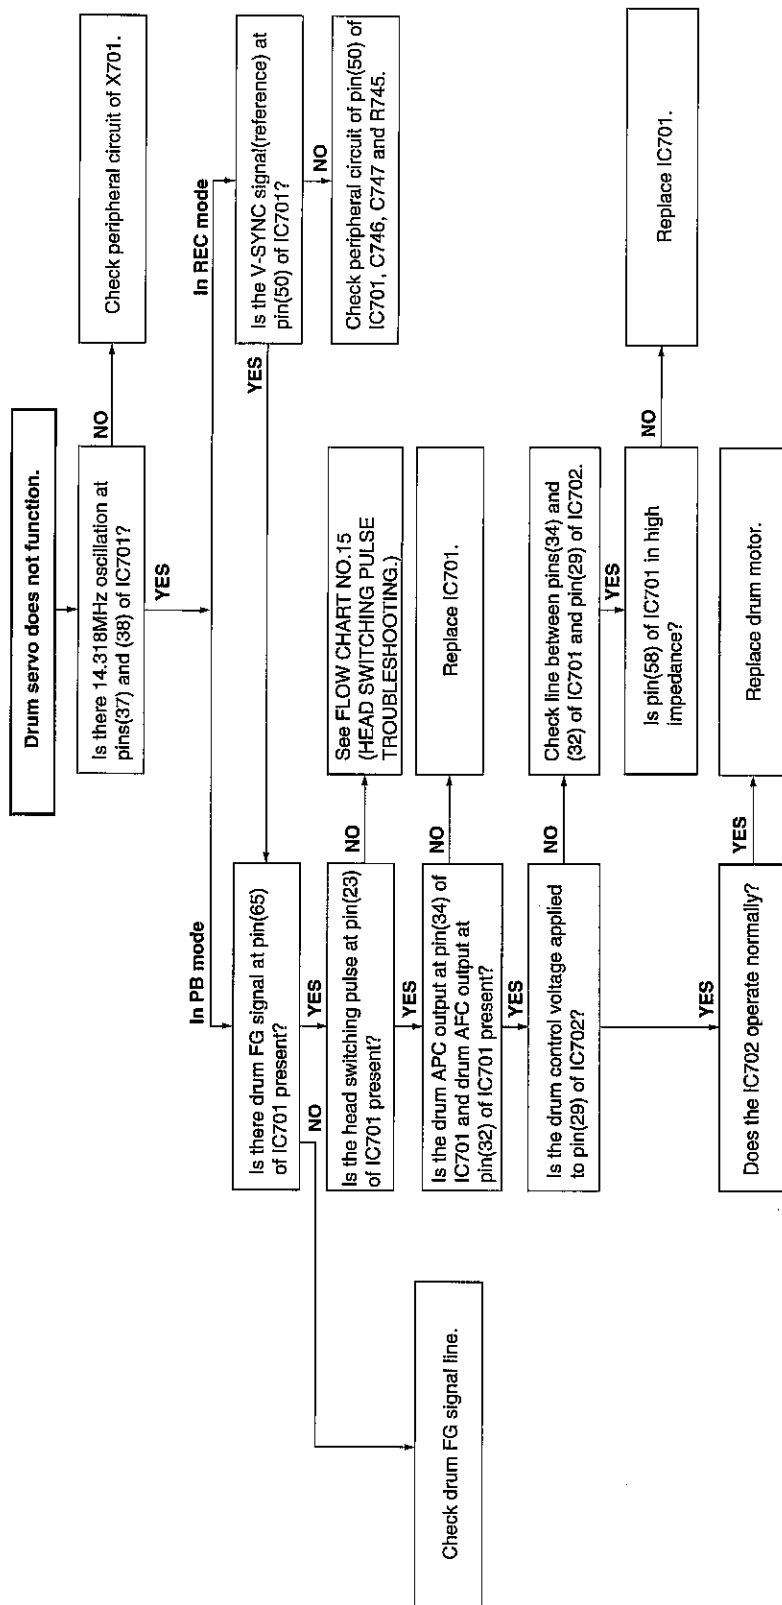 Drum servo does not function.
Is there 14.318MHz oscillation at
pins(37) and (38) of IC701?
NO
Check peripheral circuit of X701.
YES
In PB mode
In REC mode
Is the V-SYNC signal(reference) at
pin(50) of IC701?
YES
NO
Check peripheral circuit of pin(50) of
IC701, C746, C747 and R745.
Is there drum FG signal at pin(65)
of IC701 present?
NO
YES
Check drum FG signal line.
Is the head switching pulse at pin(23)
of IC701 present?
NO
See FLOW CHART NO.15
(HEAD SWITCHING PULSE
TROUBLESHOOTING.)
YES
Is the drum APC output at pin(34) of
IC701 and drum AFC output at
pin(32) of IC701 present?
NO
Replace IC701.
YES
Is the drum control voltage applied
to pin(29) of IC702?
NO
Check line between pins(34) and
(32) of IC701 and pin(29) of IC702.
YES
Is pin(58) of IC701 in high
impedance?
NO
Replace IC701.
YES
Does the IC702 operate normally?
YES
Replace drum motor.